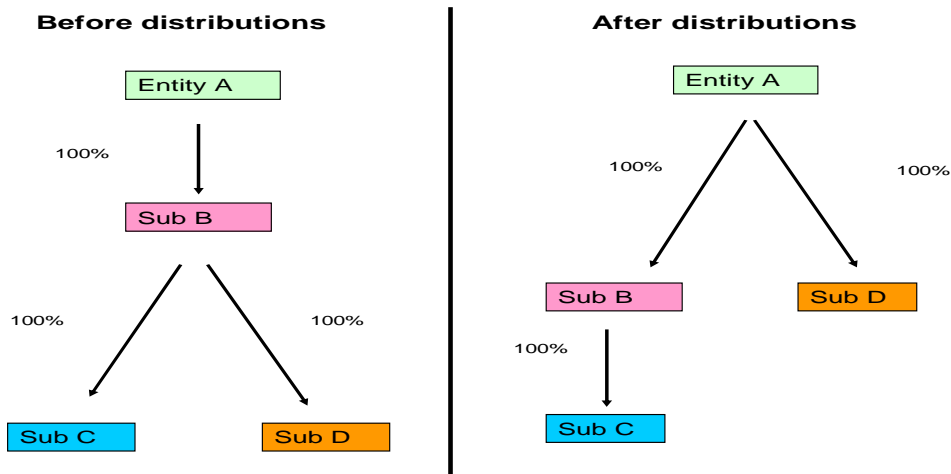 Before distributions
Entity A
100%
Sub B
100%
100%
Sub C
Sub D
After distributions
Entity A
100%
100%
Sub B
Sub D
100%
Sub C